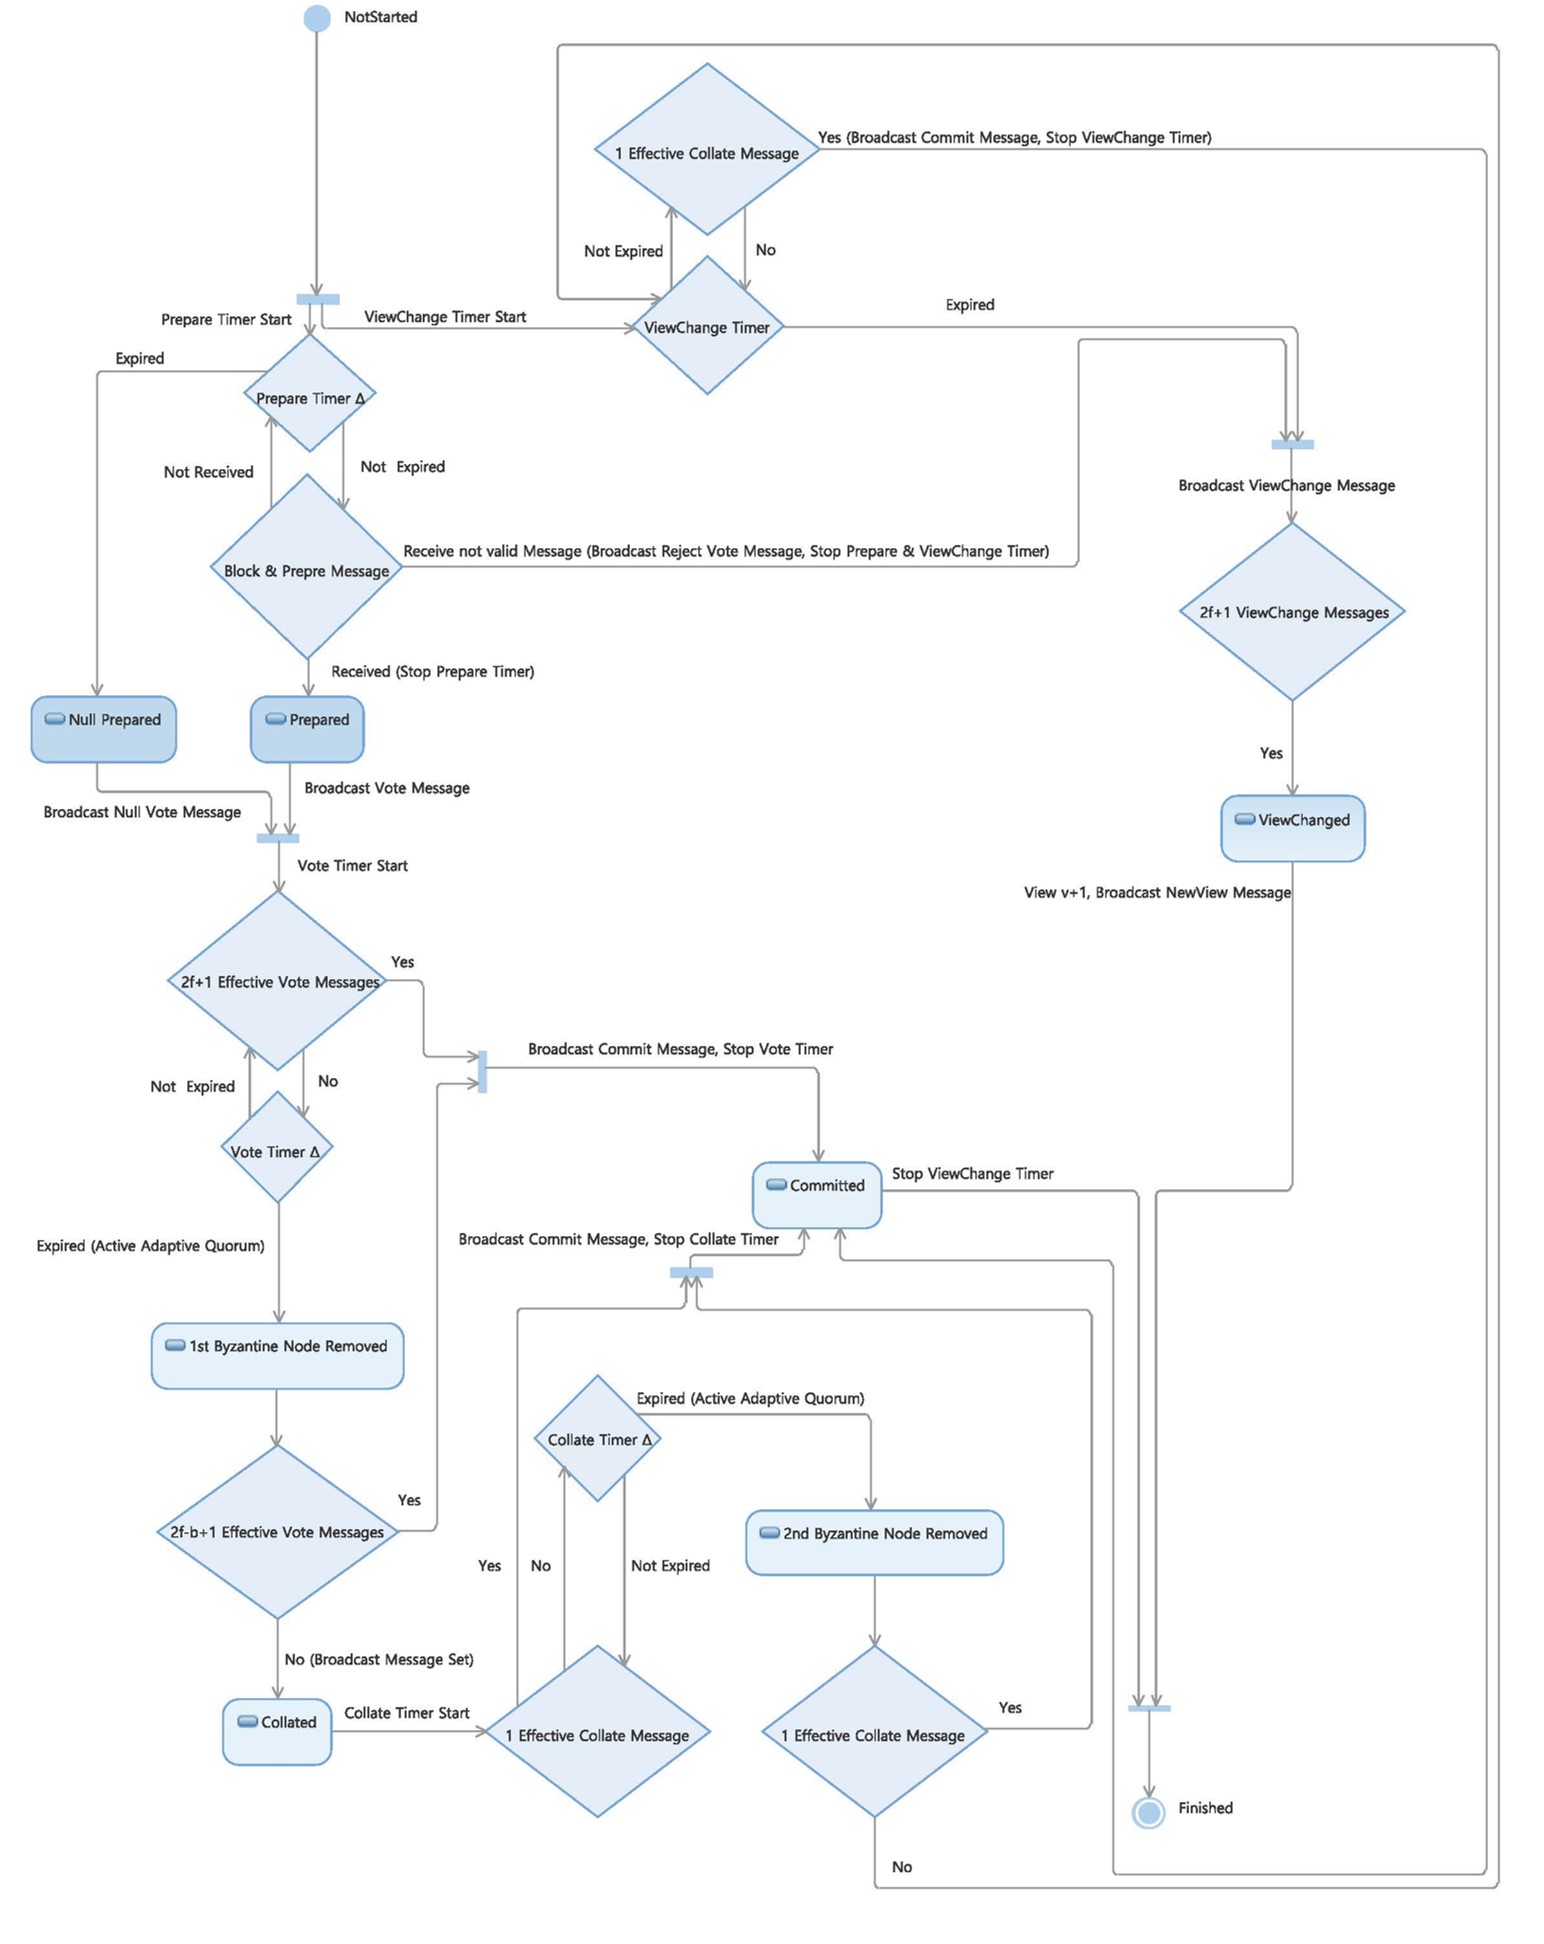 NotStarted
1 Effective Collate Message
Yes (Broadcast Commit Message, Stop ViewChange Timer)
Not Expired
No
Prepare Timer Start
ViewChange Timer Start
ViewChange Timer
Expired
Expired
Prepare Timer Δ
Not Received
Not Expired
Broadcast ViewChange Message
Block & Prepre Message
Receive not valid Message (Broadcast Reject Vote Message, Stop Prepare & ViewChange Timer)
2f+1 ViewChange Messages
Received (Stop Prepare Timer)
Null Prepared
Prepared
Yes
Broadcast Vote Message
Broadcast Null Vote Message
ViewChanged
Vote Timer Start
View v+1, Broadcast NewView Message
2f+1 Effective Vote Messages
Yes
Broadcast Commit Message, Stop Vote Timer
Not Expired
No
Vote Timer Δ
Committed
Stop ViewChange Timer
Expired (Active Adaptive Quorum)
Broadcast Commit Message, Stop Collate Timer
1st Byzantine Node Removed
Expired (Active Adaptive Quorum)
Collate Timer Δ
Yes
2f-b+1 Effective Vote Messages
2nd Byzantine Node Removed
Yes
No
Not Expired
No (Broadcast Message Set)
Collated
Collate Timer Start
1 Effective Collate Message
1 Effective Collate Message
Yes
Finished
No